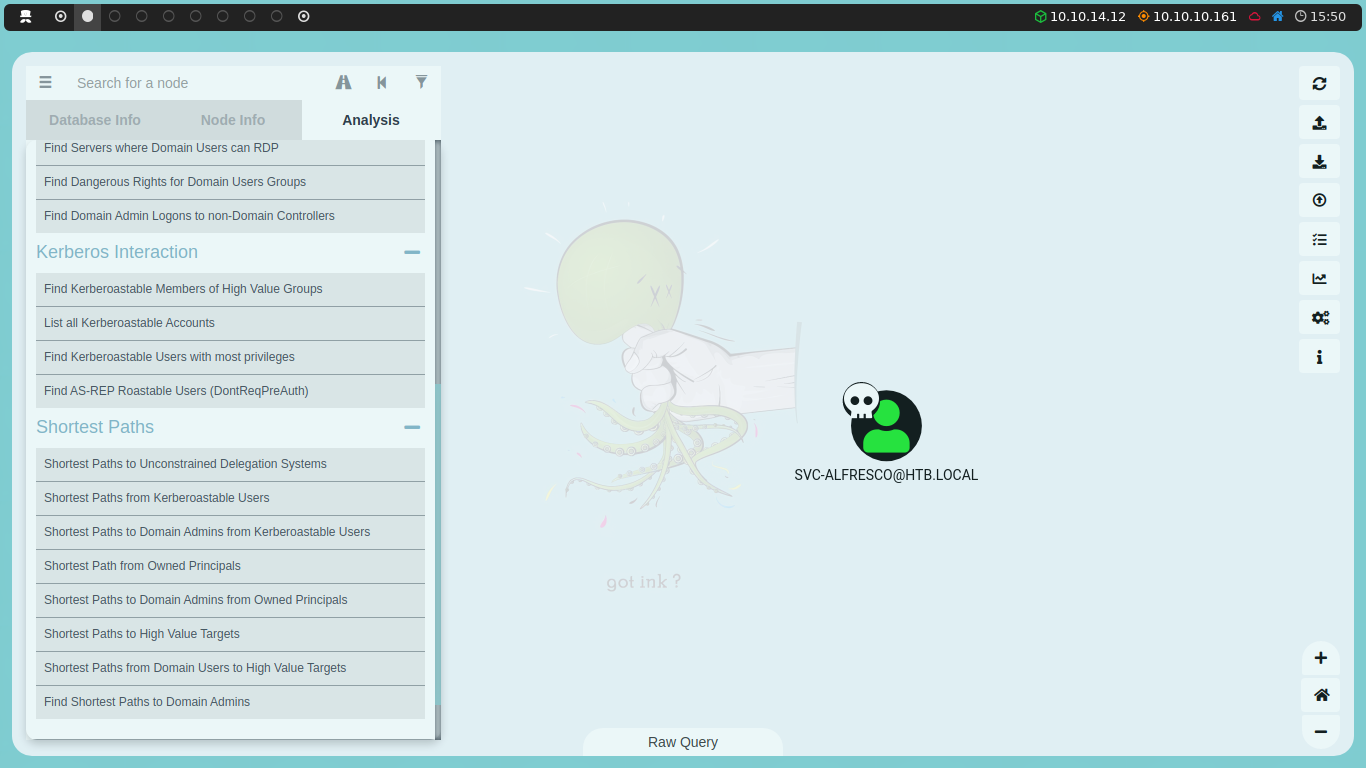 10.10.14.12 10.10.10.161 15:50
Search for a node
Database Info Node Info Analysis
Find Servers where Domain Users can RDP
Find Dangerous Rights for Domain Users Groups
Find Domain Admin Logons to non-Domain Controllers
Kerberos Interaction
Find Kerberoastable Members of High Value Groups
List all Kerberoastable Accounts
Find Kerberoastable Users with most privileges
Find AS-REP Roastable Users (DontReqPreAuth)
Shortest Paths
Shortest Paths to Unconstrained Delegation Systems
Shortest Paths from Kerberoastable Users
Shortest Paths to Domain Admins from Kerberoastable Users
Shortest Path from Owned Principals
Shortest Paths to Domain Admins from Owned Principals
Shortest Paths to High Value Targets
Shortest Paths from Domain Users to High Value Targets
Find Shortest Paths to Domain Admins
SVC-ALFRESCO@HTB.LOCAL
got ink ?
Raw Query